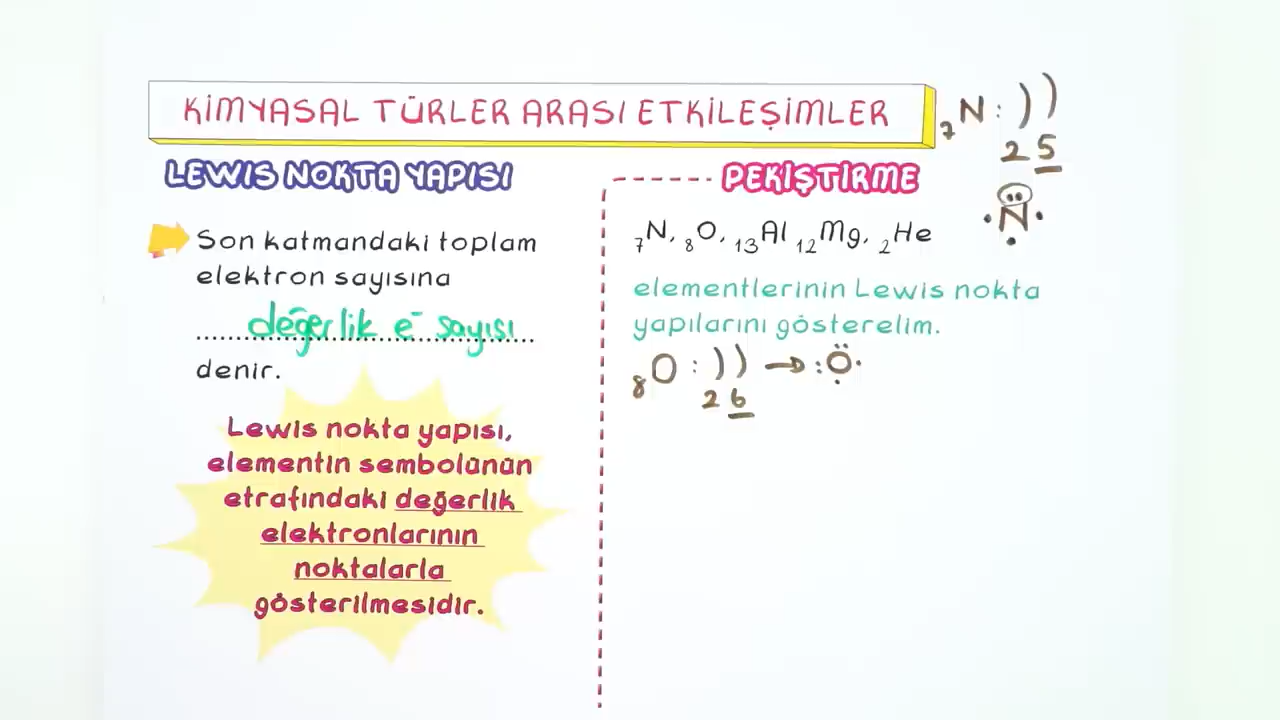 KİMYASAL TÜRLER ARASI ETKİLEŞİMLER
₇N: ) )
2 5
LEWIS NOKTA YAPISI
Son katmandaki toplam
elektron sayısına
değerlik e⁻ sayısı
denir.
Lewis nokta yapısı,
elementin sembolünün
etrafındaki değerlik
elektronlarının
noktalarla
gösterilmesidir.
PEKİŞTİRME
N
₇N, ₈O, ₁₃Al ₁₂Mg, ₂He
elementlerinin Lewis nokta
yapılarını gösterelim.
₈O : ) ) → :Ö·
2 6